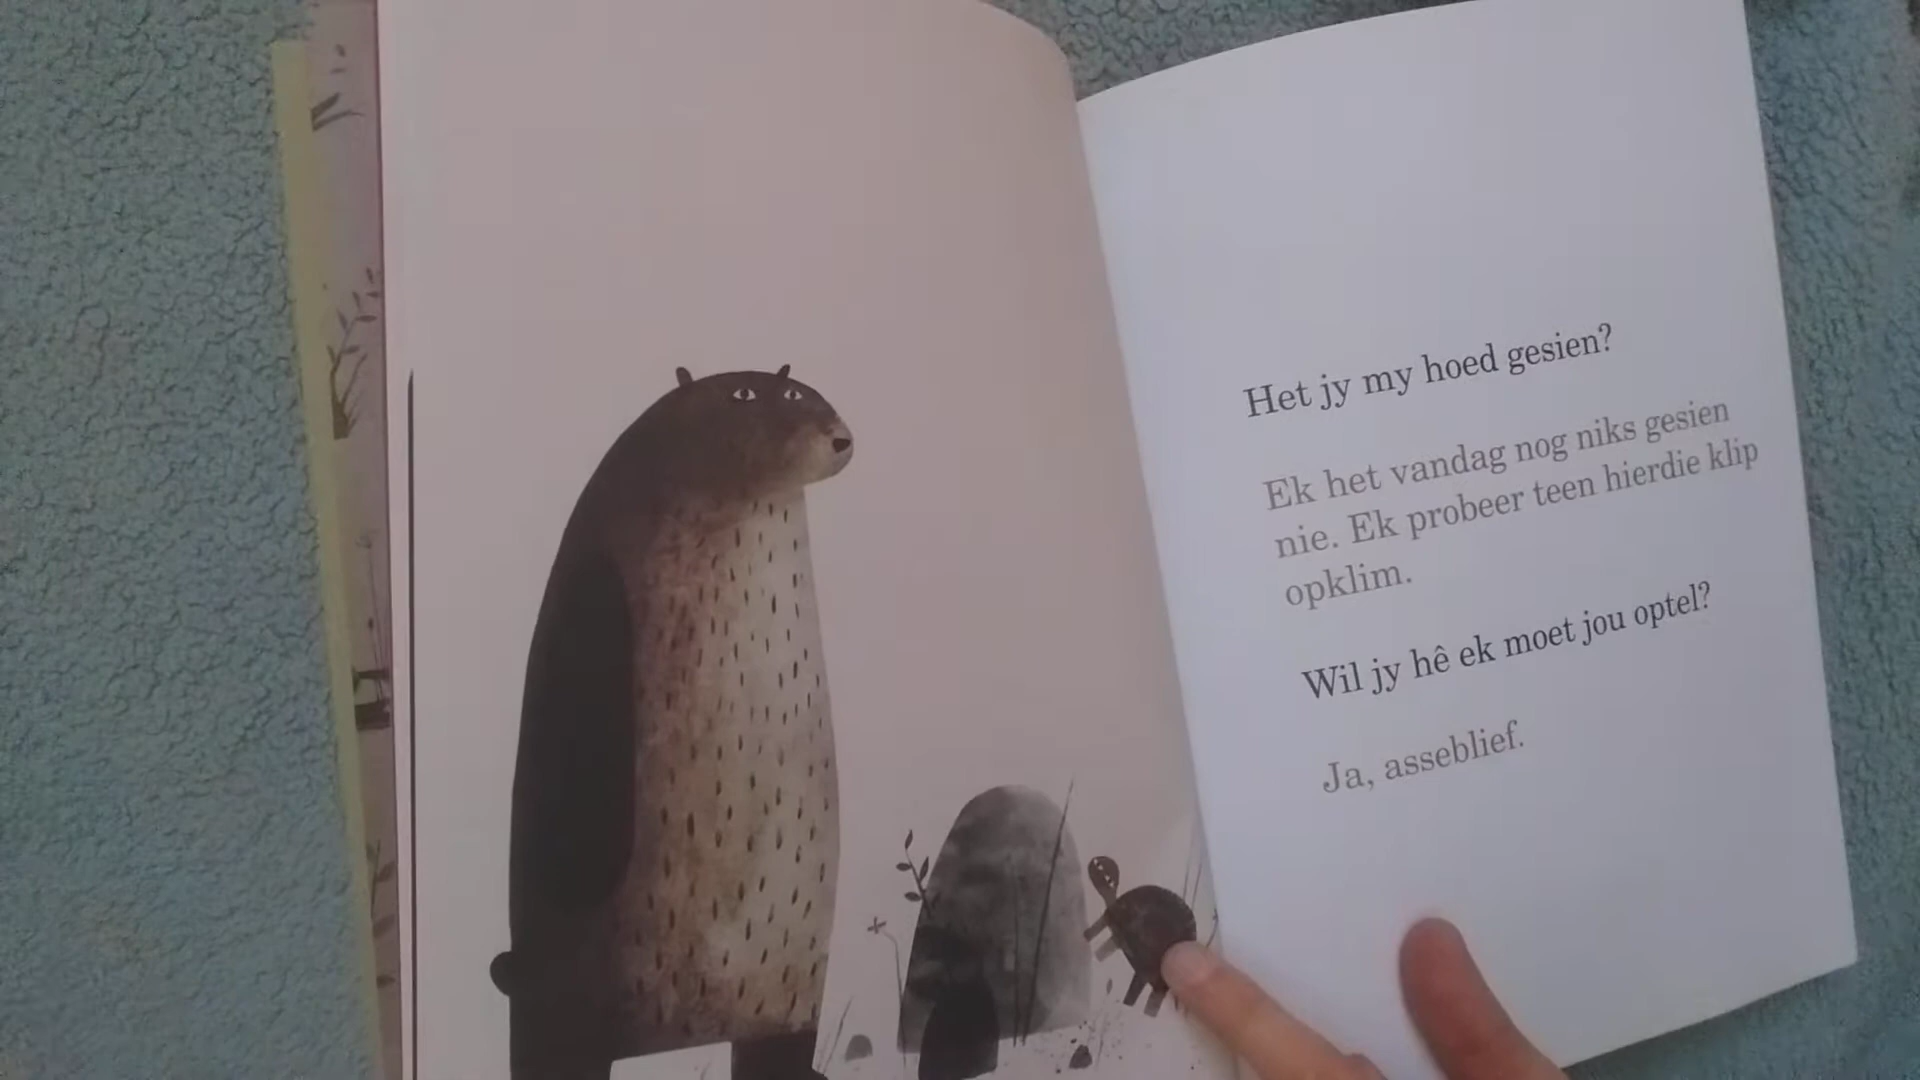 Het jy my hoed gesien?
Ek het vandag nog niks gesien
nie. Ek probeer teen hierdie klip
opklim.
Wil jy hê ek moet jou optel?
Ja, asseblief.